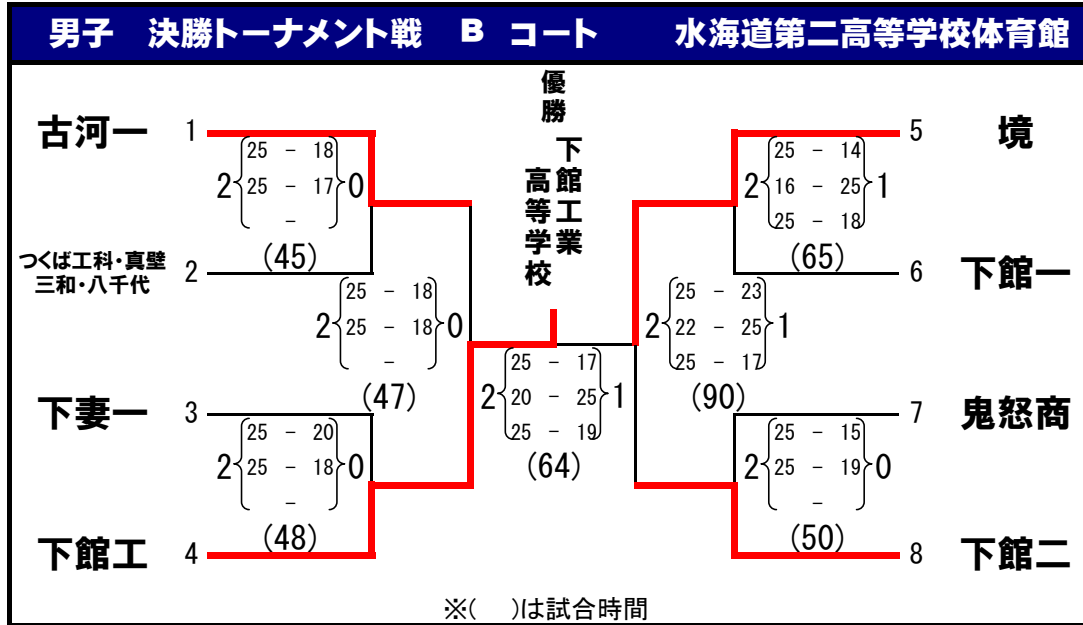 男子 決勝トーナメント戦 B コート 水海道第二高等学校体育館
優勝
下館工業
高等学校
古河一 1
25 - 18
2 25 - 17 0
-
(45)
つくば工科・真壁
三和・八千代
2
25 - 18
2 25 - 18 0
-
(47)
下妻一 3
25 - 20
2 25 - 18 0
-
(48)
下館工 4
25 - 17
2 20 - 25 1
25 - 19
(64)
5 境
25 - 14
2 16 - 25 1
25 - 18
(65)
6 下館一
25 - 23
2 22 - 25 1
25 - 17
(90)
7 鬼怒商
25 - 15
2 25 - 19 0
-
(50)
8 下館二
※( )は試合時間